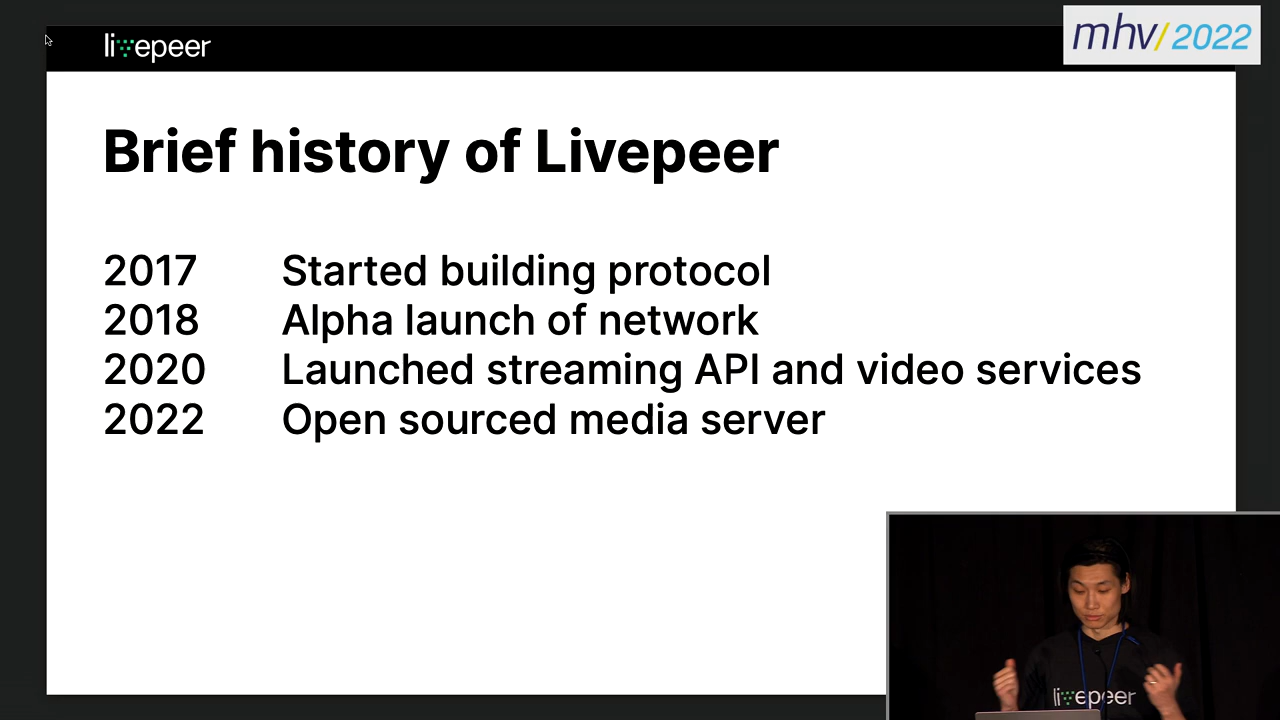 livepeer
mhv/2022
Brief history of Livepeer
2017 Started building protocol
2018 Alpha launch of network
2020 Launched streaming API and video services
2022 Open sourced media server
livepeer